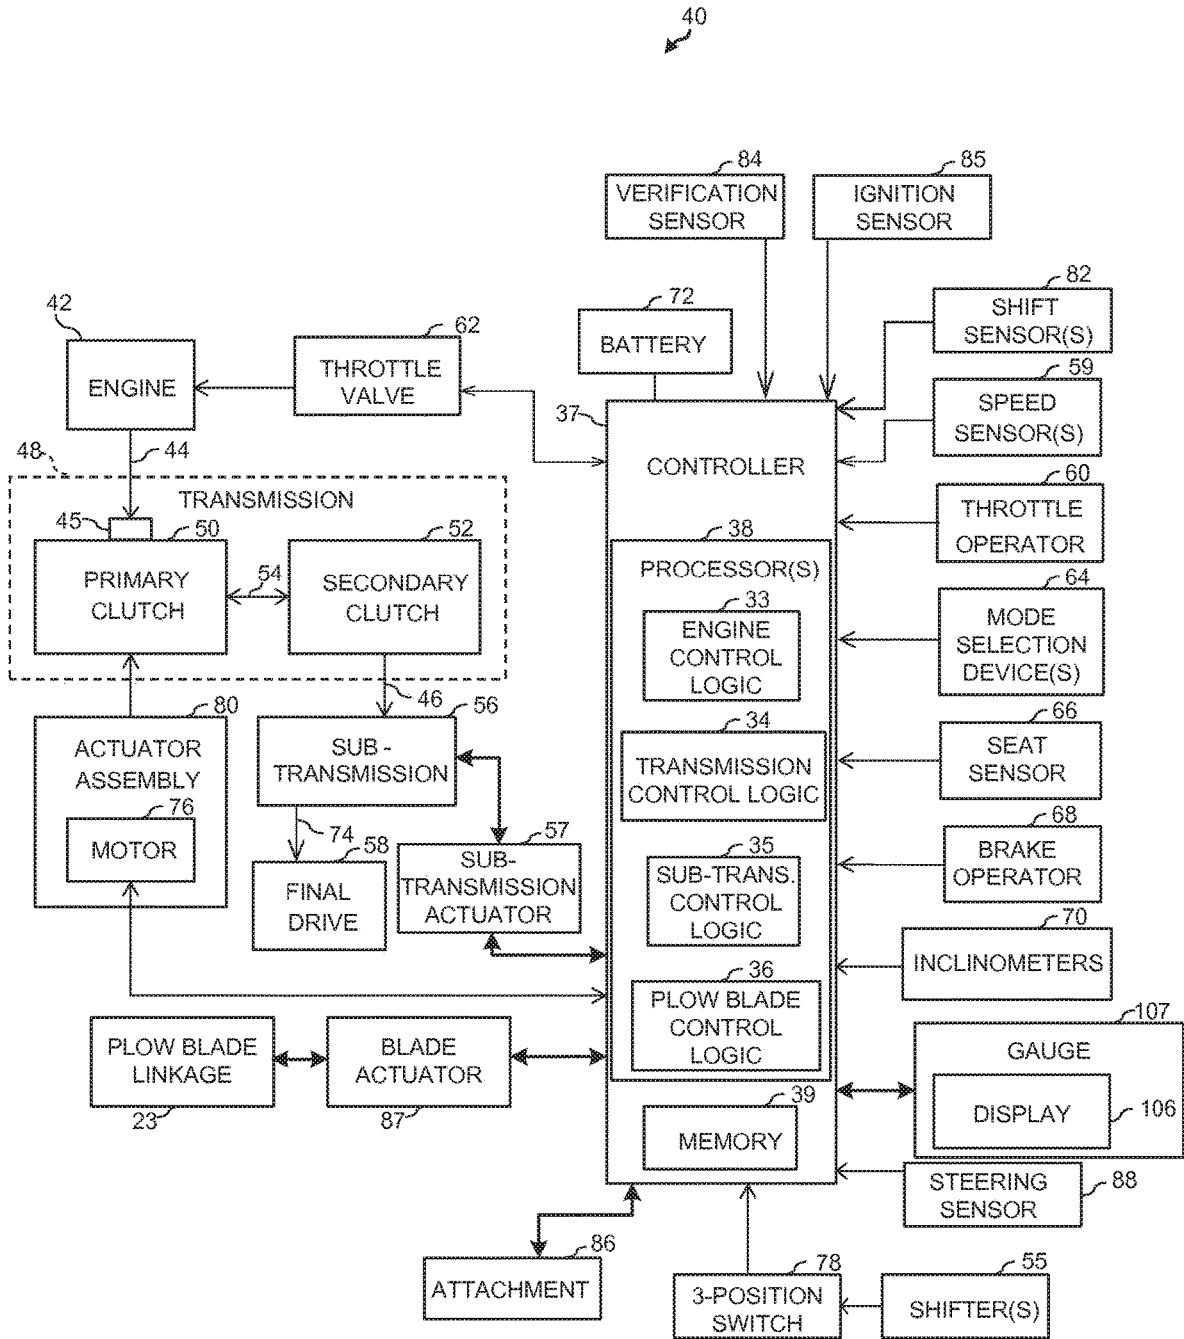 40
84
VERIFICATION
SENSOR
85
IGNITION
SENSOR
82
SHIFT
SENSOR(S)
72
BATTERY
42
ENGINE
62
THROTTLE
VALVE
59
SPEED
SENSOR(S)
37
CONTROLLER
44
48
TRANSMISSION
45
50
PRIMARY
CLUTCH
54
52
SECONDARY
CLUTCH
60
THROTTLE
OPERATOR
38
PROCESSOR(S)
33
ENGINE
CONTROL
LOGIC
64
MODE
SELECTION
DEVICE(S)
46
80
ACTUATOR
ASSEMBLY
76
MOTOR
56
SUB -
TRANSMISSION
74
58
FINAL
DRIVE
57
SUB-
TRANSMISSION
ACTUATOR
34
TRANSMISSION
CONTROL LOGIC
66
SEAT
SENSOR
35
SUB-TRANS.
CONTROL
LOGIC
68
BRAKE
OPERATOR
70
INCLINOMETERS
36
PLOW BLADE
CONTROL
LOGIC
PLOW BLADE
LINKAGE
23
BLADE
ACTUATOR
87
107
GAUGE
DISPLAY
106
39
MEMORY
STEERING
SENSOR
88
86
ATTACHMENT
78
3-POSITION
SWITCH
55
SHIFTER(S)